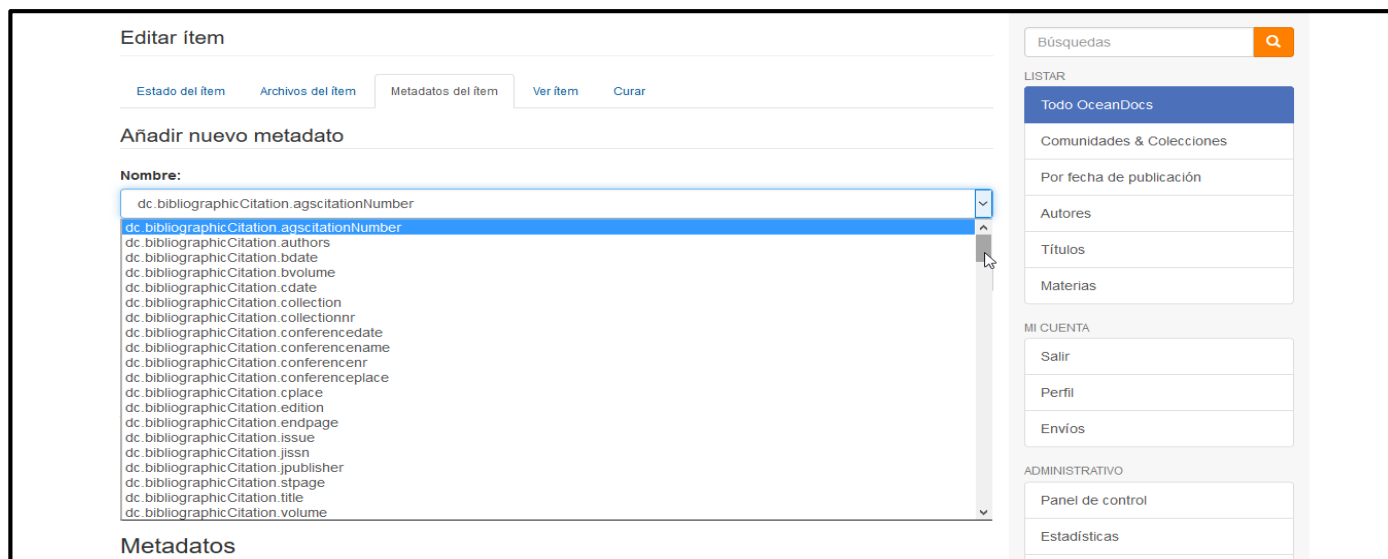 Editar ítem
Estado del ítem Archivos del ítem Metadatos del ítem Ver ítem Curar
Añadir nuevo metadato
Nombre:
dc.bibliographicCitation.agscitationNumber
dc.bibliographicCitation.agscitationNumber
dc.bibliographicCitation.authors
dc.bibliographicCitation.bdate
dc.bibliographicCitation.bvolume
dc.bibliographicCitation.cdate
dc.bibliographicCitation.collection
dc.bibliographicCitation.collectionnr
dc.bibliographicCitation.conferencedate
dc.bibliographicCitation.conferencename
dc.bibliographicCitation.conferencenr
dc.bibliographicCitation.conferenceplace
dc.bibliographicCitation.cplace
dc.bibliographicCitation.edition
dc.bibliographicCitation.endpage
dc.bibliographicCitation.issue
dc.bibliographicCitation.jissn
dc.bibliographicCitation.jpublisher
dc.bibliographicCitation.stpage
dc.bibliographicCitation.title
dc.bibliographicCitation.volume
Metadatos
Búsquedas
LISTAR
Todo OceanDocs
Comunidades & Colecciones
Por fecha de publicación
Autores
Títulos
Materias
MI CUENTA
Salir
Perfil
Envíos
ADMINISTRATIVO
Panel de control
Estadísticas